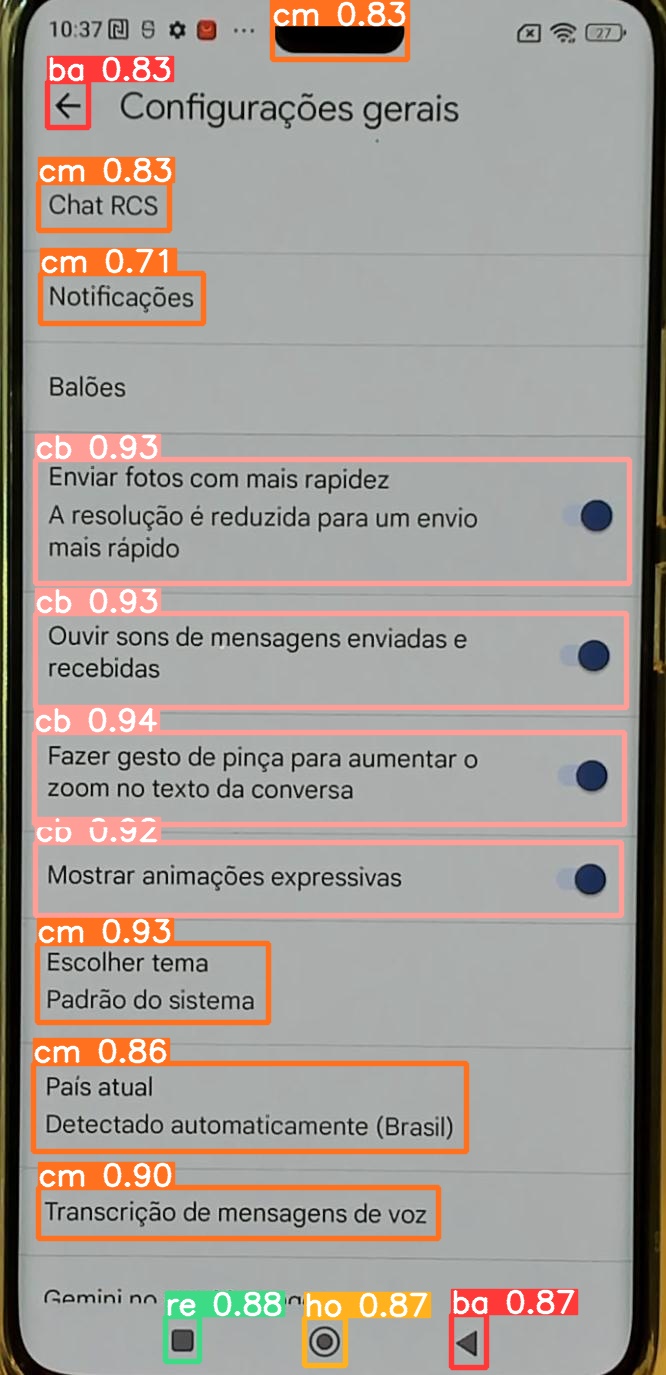 cm 0.83
10:37
27
ba 0.83
Configurações gerais
cm 0.83
Chat RCS
cm 0.71
Notificações
Balões
cb 0.93
Enviar fotos com mais rapidez
A resolução é reduzida para um envio
mais rápido
cb 0.93
Ouvir sons de mensagens enviadas e
recebidas
cb 0.94
Fazer gesto de pinça para aumentar o
zoom no texto da conversa
cb 0.92
Mostrar animações expressivas
cm 0.93
Escolher tema
Padrão do sistema
cm 0.86
País atual
Detectado automaticamente (Brasil)
cm 0.90
Transcrição de mensagens de voz
Gemini no
re 0.88
ho 0.87
ba 0.87